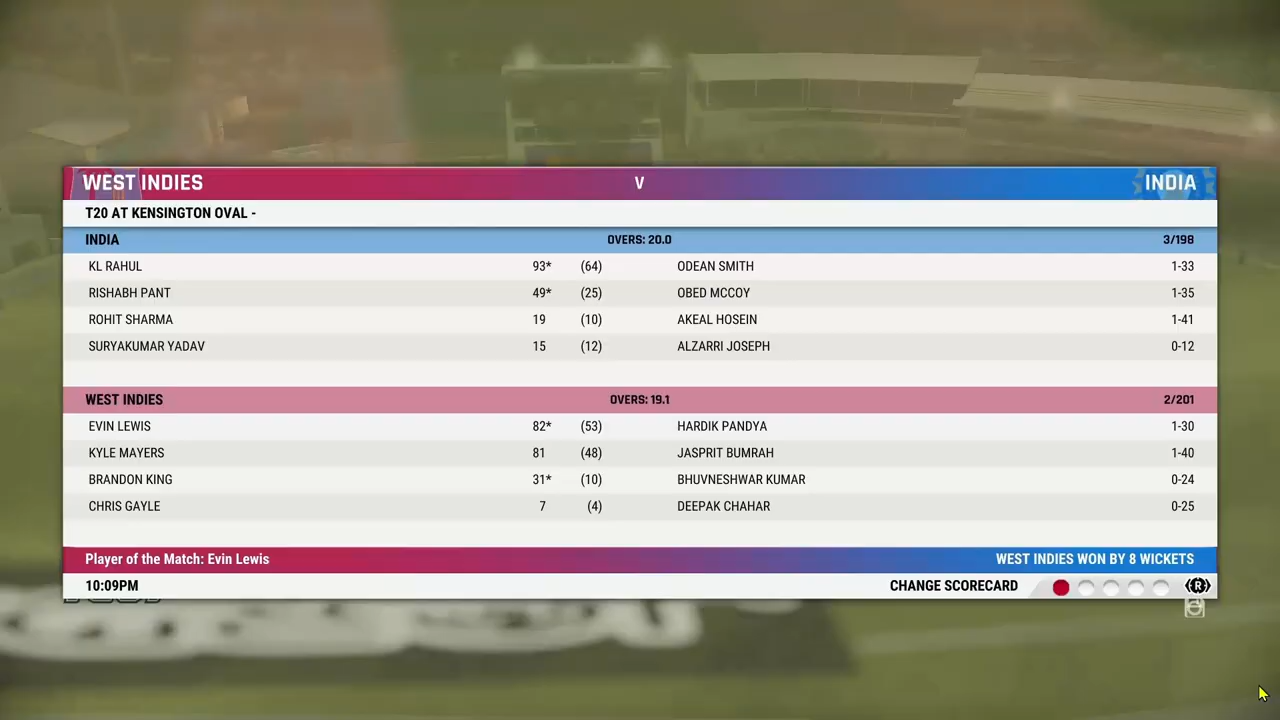 WEST INDIES V INDIA
T20 AT KENSINGTON OVAL -
INDIA OVERS: 20.0 3/198
KL RAHUL 93* (64) ODEAN SMITH 1-33
RISHABH PANT 49* (25) OBED MCCOY 1-35
ROHIT SHARMA 19 (10) AKEAL HOSEIN 1-41
SURYAKUMAR YADAV 15 (12) ALZARRI JOSEPH 0-12
WEST INDIES OVERS: 19.1 2/201
EVIN LEWIS 82* (53) HARDIK PANDYA 1-30
KYLE MAYERS 81 (48) JASPRIT BUMRAH 1-40
BRANDON KING 31* (10) BHUVNESHWAR KUMAR 0-24
CHRIS GAYLE 7 (4) DEEPAK CHAHAR 0-25
Player of the Match: Evin Lewis WEST INDIES WON BY 8 WICKETS
10:09PM CHANGE SCORECARD R